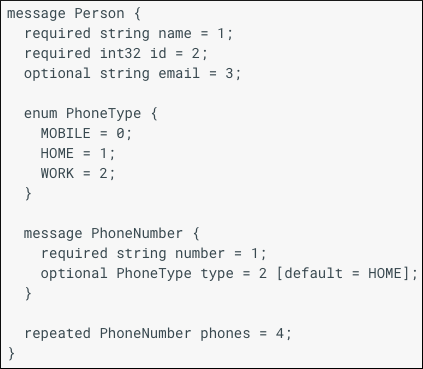 message Person {
  required string name = 1;
  required int32 id = 2;
  optional string email = 3;

  enum PhoneType {
    MOBILE = 0;
    HOME = 1;
    WORK = 2;
  }

  message PhoneNumber {
    required string number = 1;
    optional PhoneType type = 2 [default = HOME];
  }

  repeated PhoneNumber phones = 4;
}